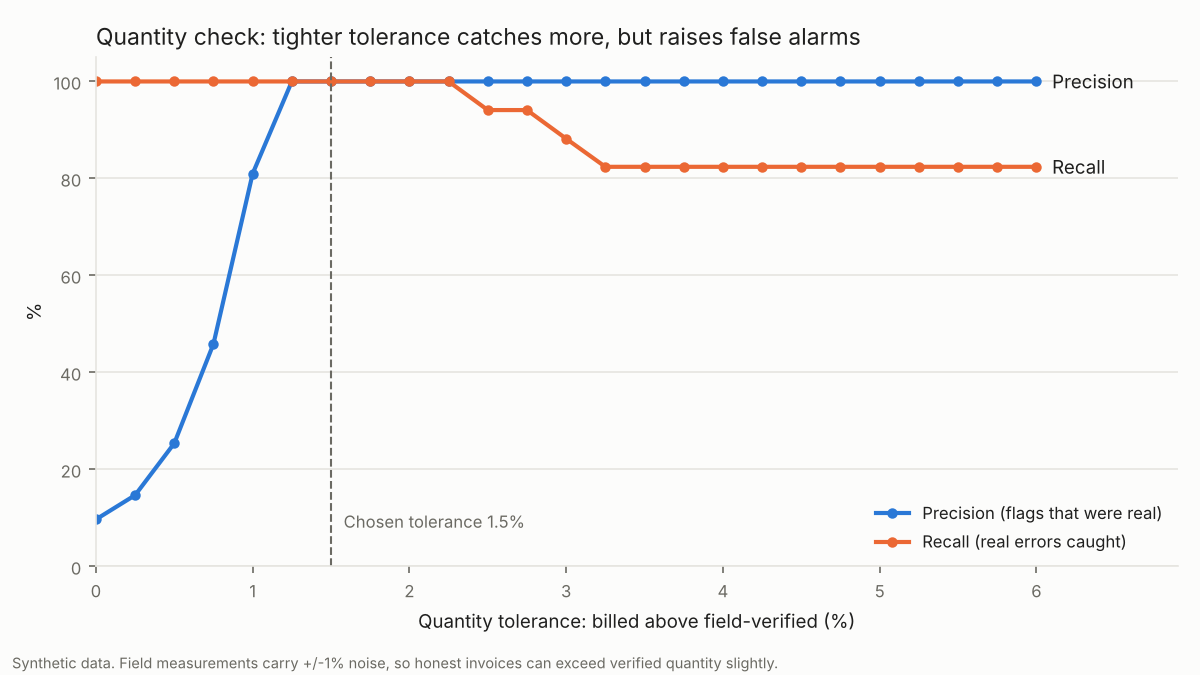 Quantity check: tighter tolerance catches more, but raises false alarms
100
80
60
40
20
0
%
Precision
Recall
Chosen tolerance 1.5%
Precision (flags that were real)
Recall (real errors caught)
0 1 2 3 4 5 6
Quantity tolerance: billed above field-verified (%)
Synthetic data. Field measurements carry +/-1% noise, so honest invoices can exceed verified quantity slightly.